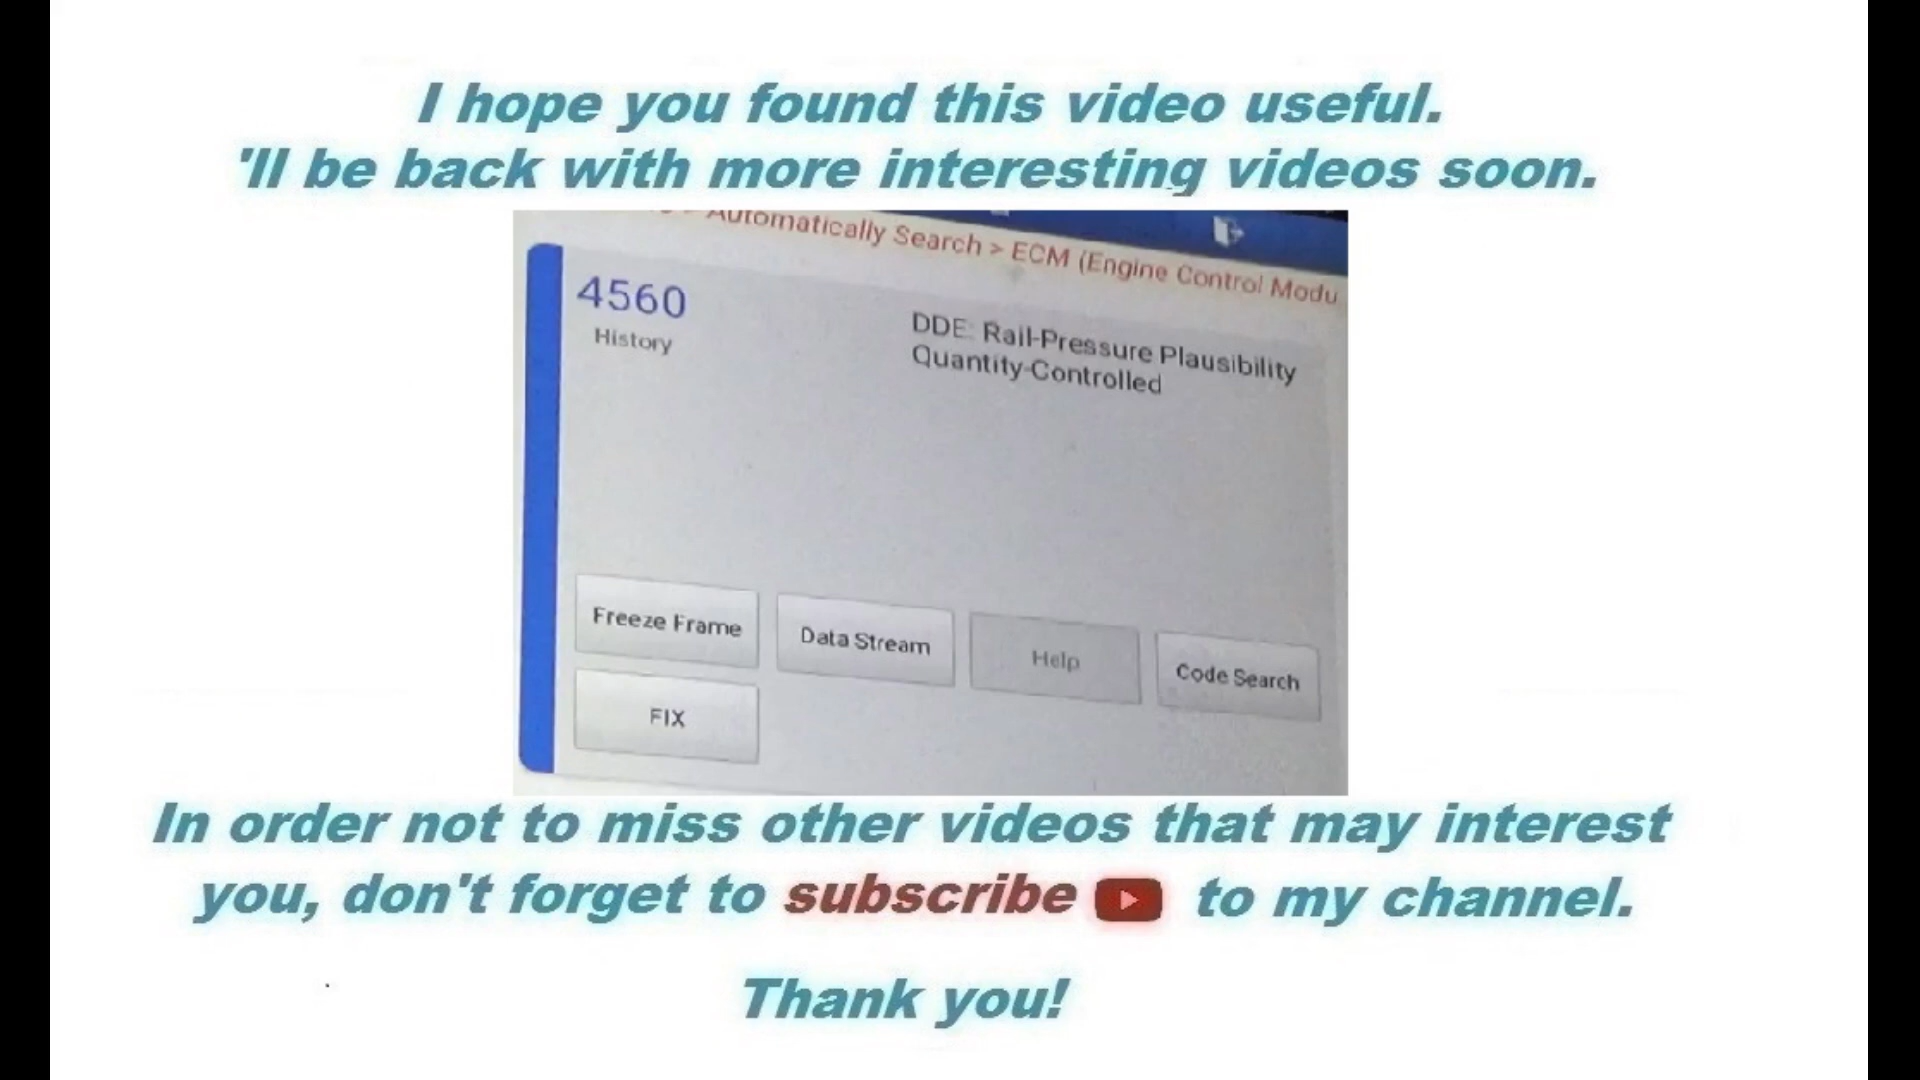 I hope you found this video useful.
'll be back with more interesting videos soon.
Automatically Search > ECM (Engine Control Modu
4560
History
DDE: Rail-Pressure Plausibility
Quantity-Controlled
Freeze Frame
Data Stream
Help
Code Search
FIX
In order not to miss other videos that may interest
you, don't forget to subscribe to my channel.
Thank you!